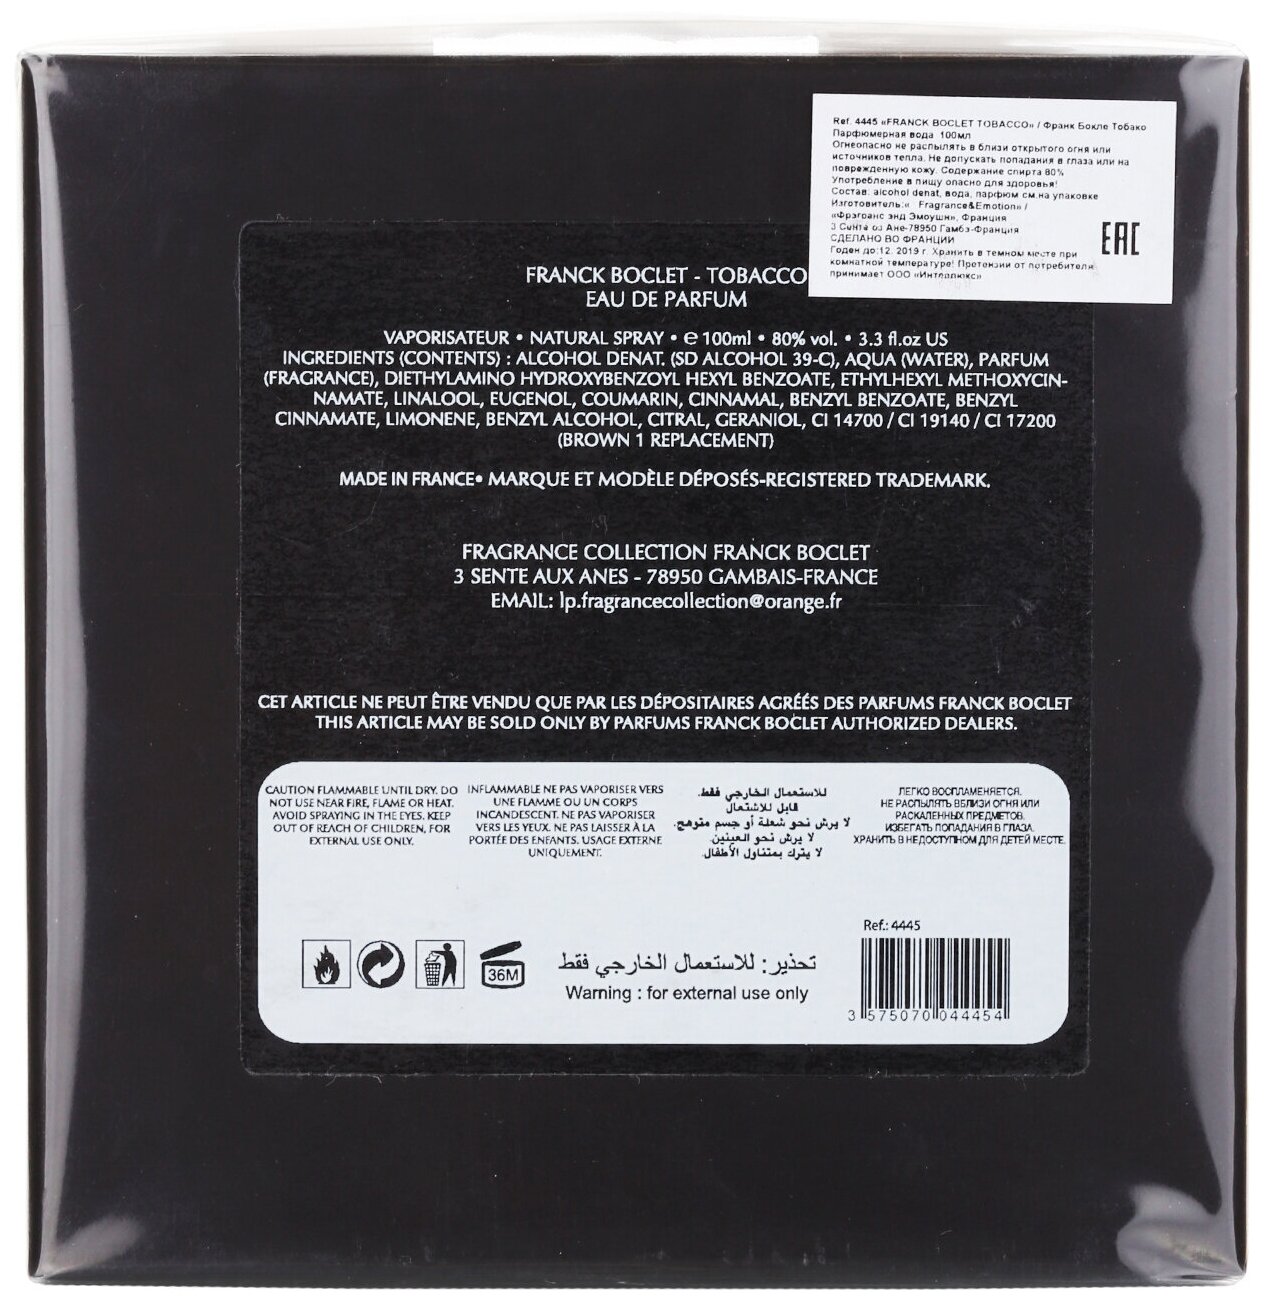 Ref. 4445 «FRANCK BOCLET TOBACCO» / Франк Бокле Тобако
Парфюмерная вода 100мл
Огнеопасно не распылять в близи открытого огня или
источников тепла. Не допускать попадания в глаза или на
поврежденную кожу. Содержание спирта 80%
Употребление в пищу опасно для здоровья!
Состав: alcohol denat, вода, парфюм см.на упаковке
Изготовитель:« Fragrance&Emotion» /
«Фрэгранс энд Эмоушн», Франция
3 Сента оз Ане-78950 Гамбэ-Франция
СДЕЛАНО ВО ФРАНЦИИ
Годен до:12. 2019 г. Хранить в темном месте при
комнатной температуре! Претензии от потребителя
принимает ООО «Интерлюкс»
EAC
FRANCK BOCLET - TOBACCO
EAU DE PARFUM
VAPORISATEUR • NATURAL SPRAY • e 100ml • 80% vol. • 3.3 fl.oz US
INGREDIENTS (CONTENTS) : ALCOHOL DENAT. (SD ALCOHOL 39-C), AQUA (WATER), PARFUM
(FRAGRANCE), DIETHYLAMINO HYDROXYBENZOYL HEXYL BENZOATE, ETHYLHEXYL METHOXYCIN-
NAMATE, LINALOOL, EUGENOL, COUMARIN, CINNAMAL, BENZYL BENZOATE, BENZYL
CINNAMATE, LIMONENE, BENZYL ALCOHOL, CITRAL, GERANIOL, CI 14700 / CI 19140 / CI 17200
(BROWN 1 REPLACEMENT)
MADE IN FRANCE• MARQUE ET MODÈLE DÉPOSÉS-REGISTERED TRADEMARK.
FRAGRANCE COLLECTION FRANCK BOCLET
3 SENTE AUX ANES - 78950 GAMBAIS-FRANCE
EMAIL: lp.fragrancecollection@orange.fr
CET ARTICLE NE PEUT ÊTRE VENDU QUE PAR LES DÉPOSITAIRES AGRÉÉS DES PARFUMS FRANCK BOCLET
THIS ARTICLE MAY BE SOLD ONLY BY PARFUMS FRANCK BOCLET AUTHORIZED DEALERS.
CAUTION FLAMMABLE UNTIL DRY. DO
NOT USE NEAR FIRE, FLAME OR HEAT.
AVOID SPRAYING IN THE EYES. KEEP
OUT OF REACH OF CHILDREN, FOR
EXTERNAL USE ONLY.
INFLAMMABLE NE PAS VAPORISER VERS
UNE FLAMME OU UN CORPS
INCANDESCENT. NE PAS VAPORISER
VERS LES YEUX. NE PAS LAISSER À LA
PORTÉE DES ENFANTS. USAGE EXTERNE
UNIQUEMENT.
للاستعمال الخارجي فقط.
قابل للاشتعال
لا يرش نحو شعلة أو جسم متوهج.
لا يرش نحو العينين.
لا يترك بمتناول الأطفال.
ЛЕГКО ВОСПЛАМЕНЯЕТСЯ.
НЕ РАСПЫЛЯТЬ ВБЛИЗИ ОГНЯ ИЛИ
РАСКАЛЕННЫХ ПРЕДМЕТОВ.
ИЗБЕГАТЬ ПОПАДАНИЯ В ГЛАЗА.
ХРАНИТЬ В НЕДОСТУПНОМ ДЛЯ ДЕТЕЙ МЕСТЕ.
36M
تحذير: للاستعمال الخارجي فقط
Warning : for external use only
Ref.: 4445
3 575070 044454